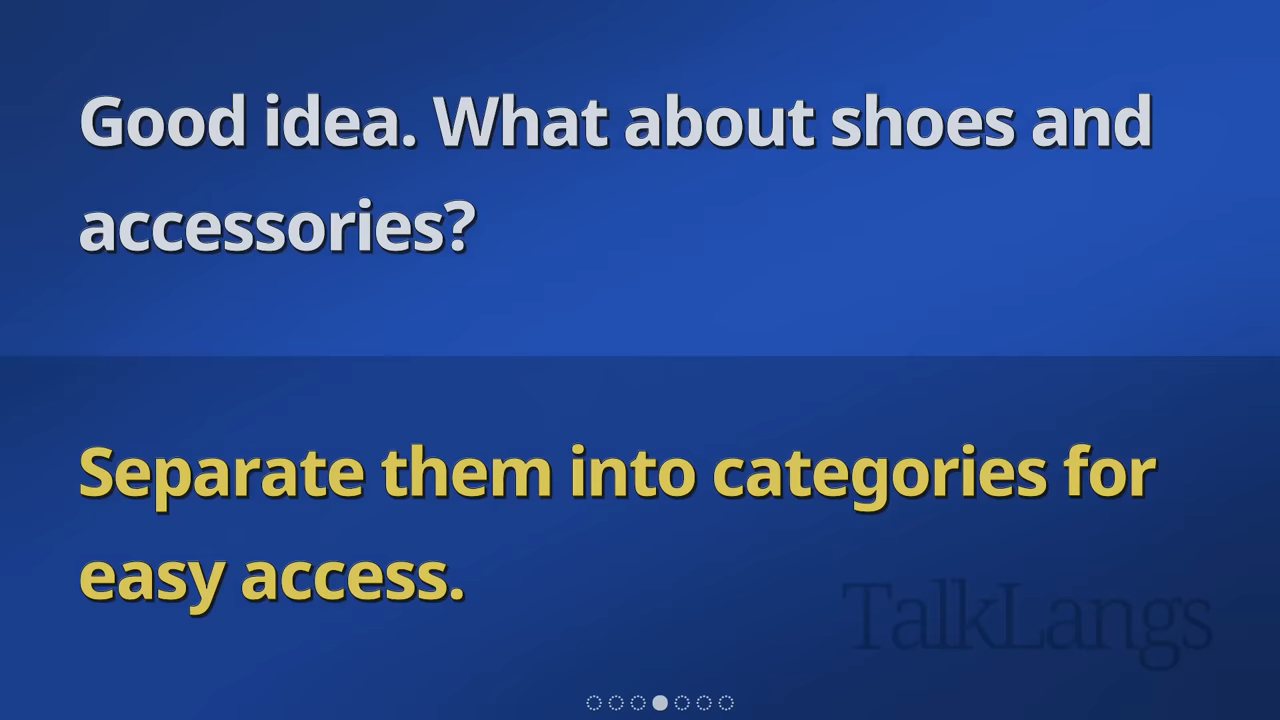 Good idea. What about shoes and
accessories?
Separate them into categories for
easy access.
TalkLangs